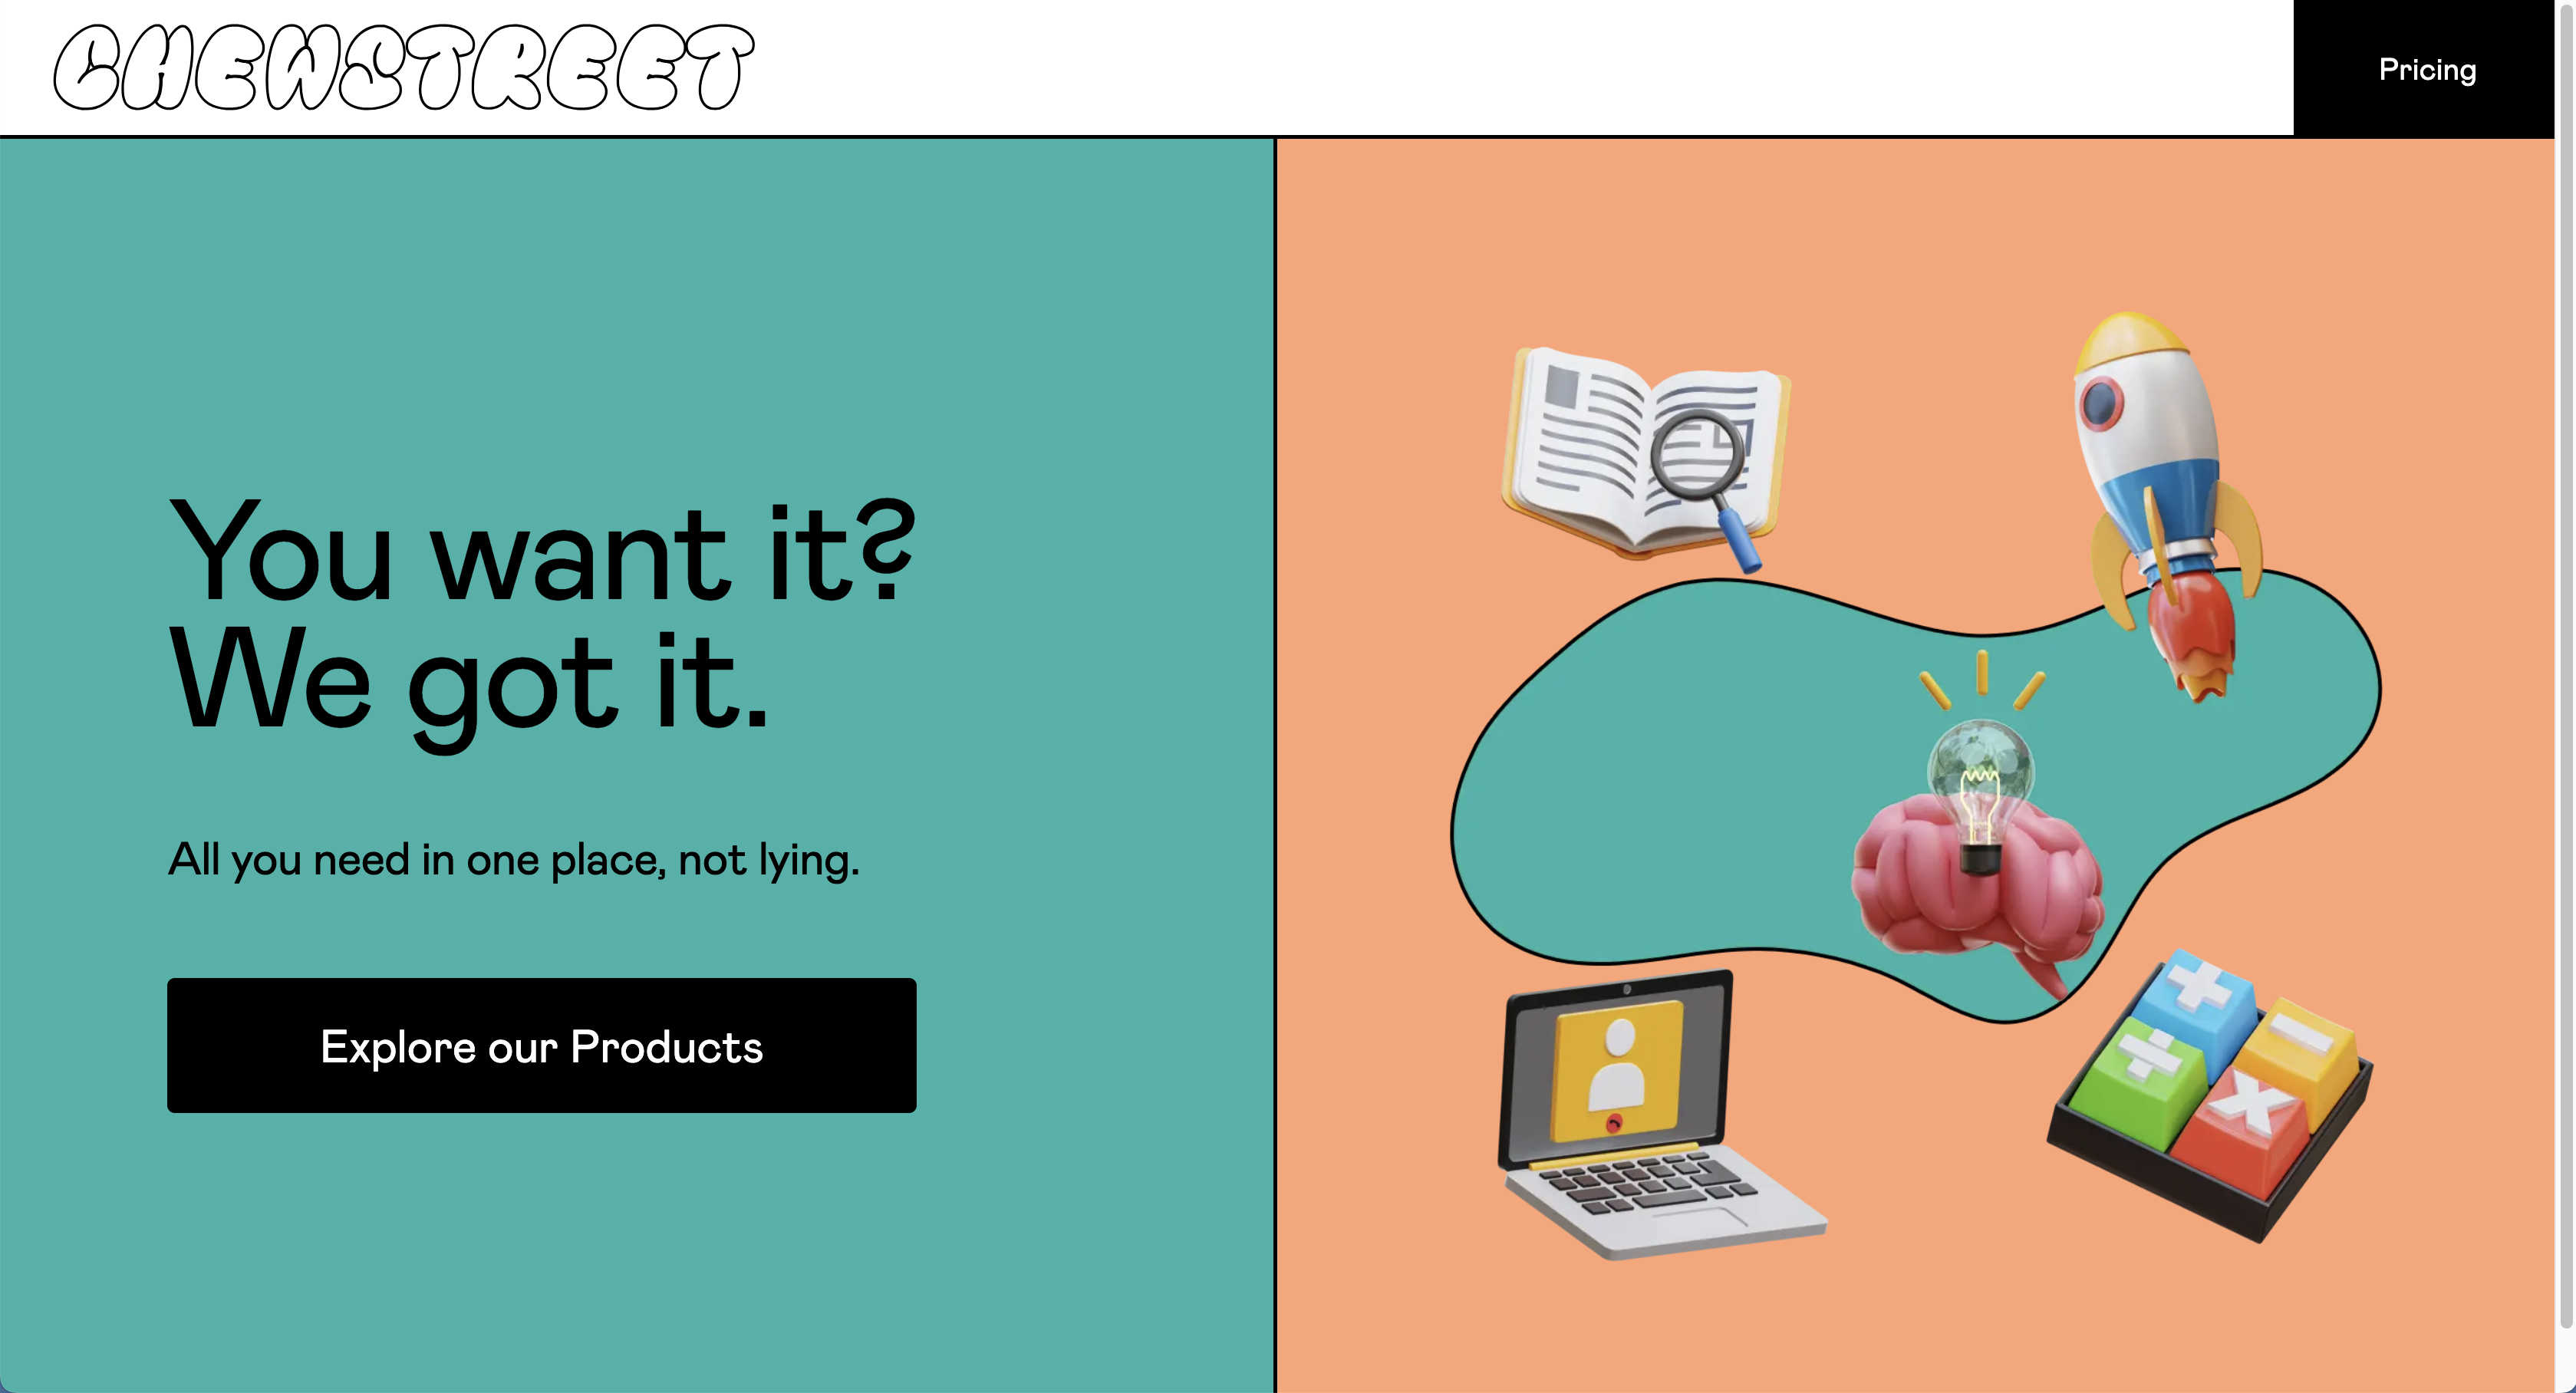 CHEWSTREET
Pricing
You want it?
We got it.
All you need in one place, not lying.
Explore our Products